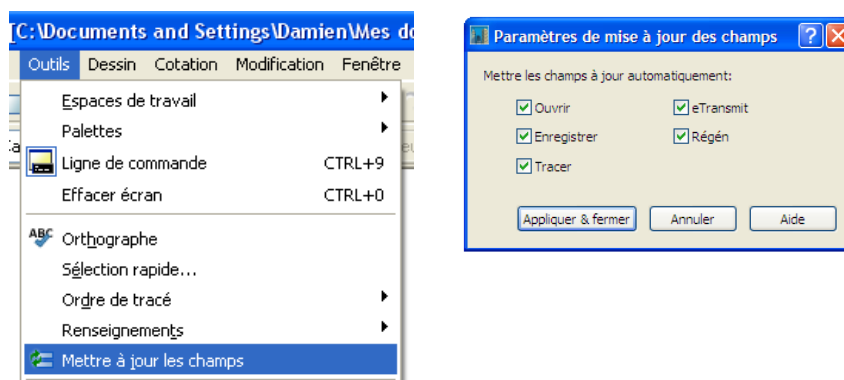 [C:\Documents and Settings\Damien\Mes do
Outils Dessin Cotation Modification Fenêtre
Espaces de travail
Palettes
Ligne de commande CTRL+9
Effacer écran CTRL+0
ABC Orthographe
Sélection rapide...
Ordre de tracé
Renseignements
Mettre à jour les champs
Paramètres de mise à jour des champs
Mettre les champs à jour automatiquement:
Ouvrir eTransmit
Enregistrer Régén
Tracer
Appliquer & fermer Annuler Aide